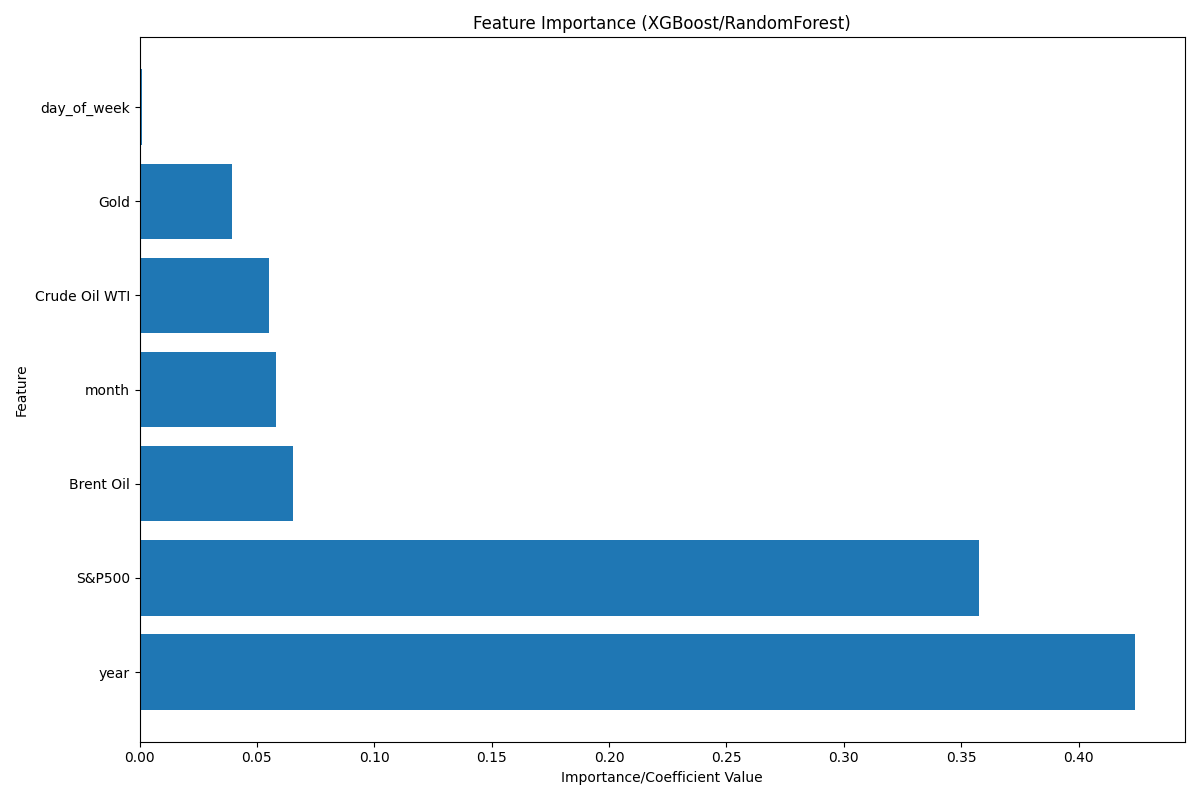 Feature Importance (XGBoost/RandomForest)
day_of_week
Gold
Crude Oil WTI
month
Brent Oil
S&P500
year
Feature
0.00 0.05 0.10 0.15 0.20 0.25 0.30 0.35 0.40
Importance/Coefficient Value